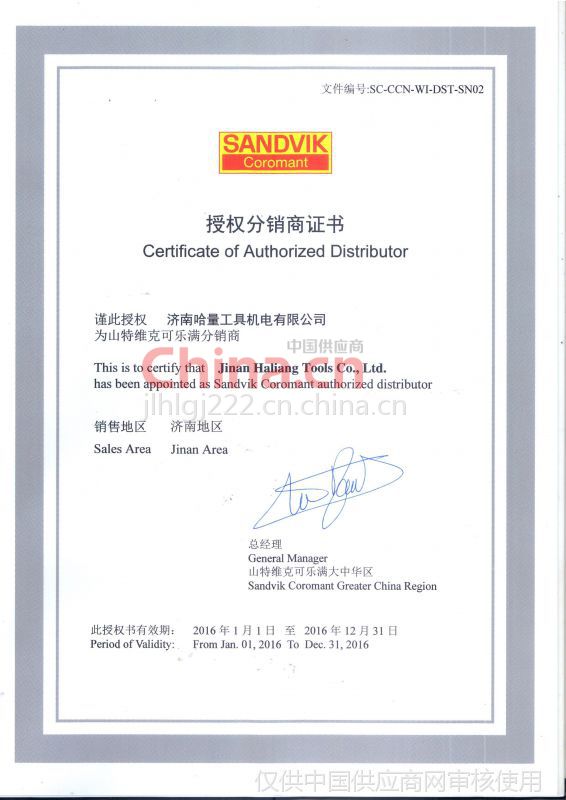 文件编号:SC-CCN-WI-DST-SN02
SANDVIK
Coromant
授权分销商证书
Certificate of Authorized Distributor
谨此授权 济南哈量工具机电有限公司
为山特维克可乐满分销商
中国供应商
China.cn
This is to certify that Jinan Haliang Tools Co., Ltd.
has been appointed as Sandvik Coromant authorized distributor
jlhlgj222.cn.china.cn
销售地区 济南地区
Sales Area Jinan Area
总经理
General Manager
山特维克可乐满大中华区
Sandvik Coromant Greater China Region
此授权书有效期： 2016 年 1 月 1 日 至 2016 年 12 月 31 日
Period of Validity: From Jan. 01, 2016 To Dec. 31, 2016
仅供中国供应商网审核使用